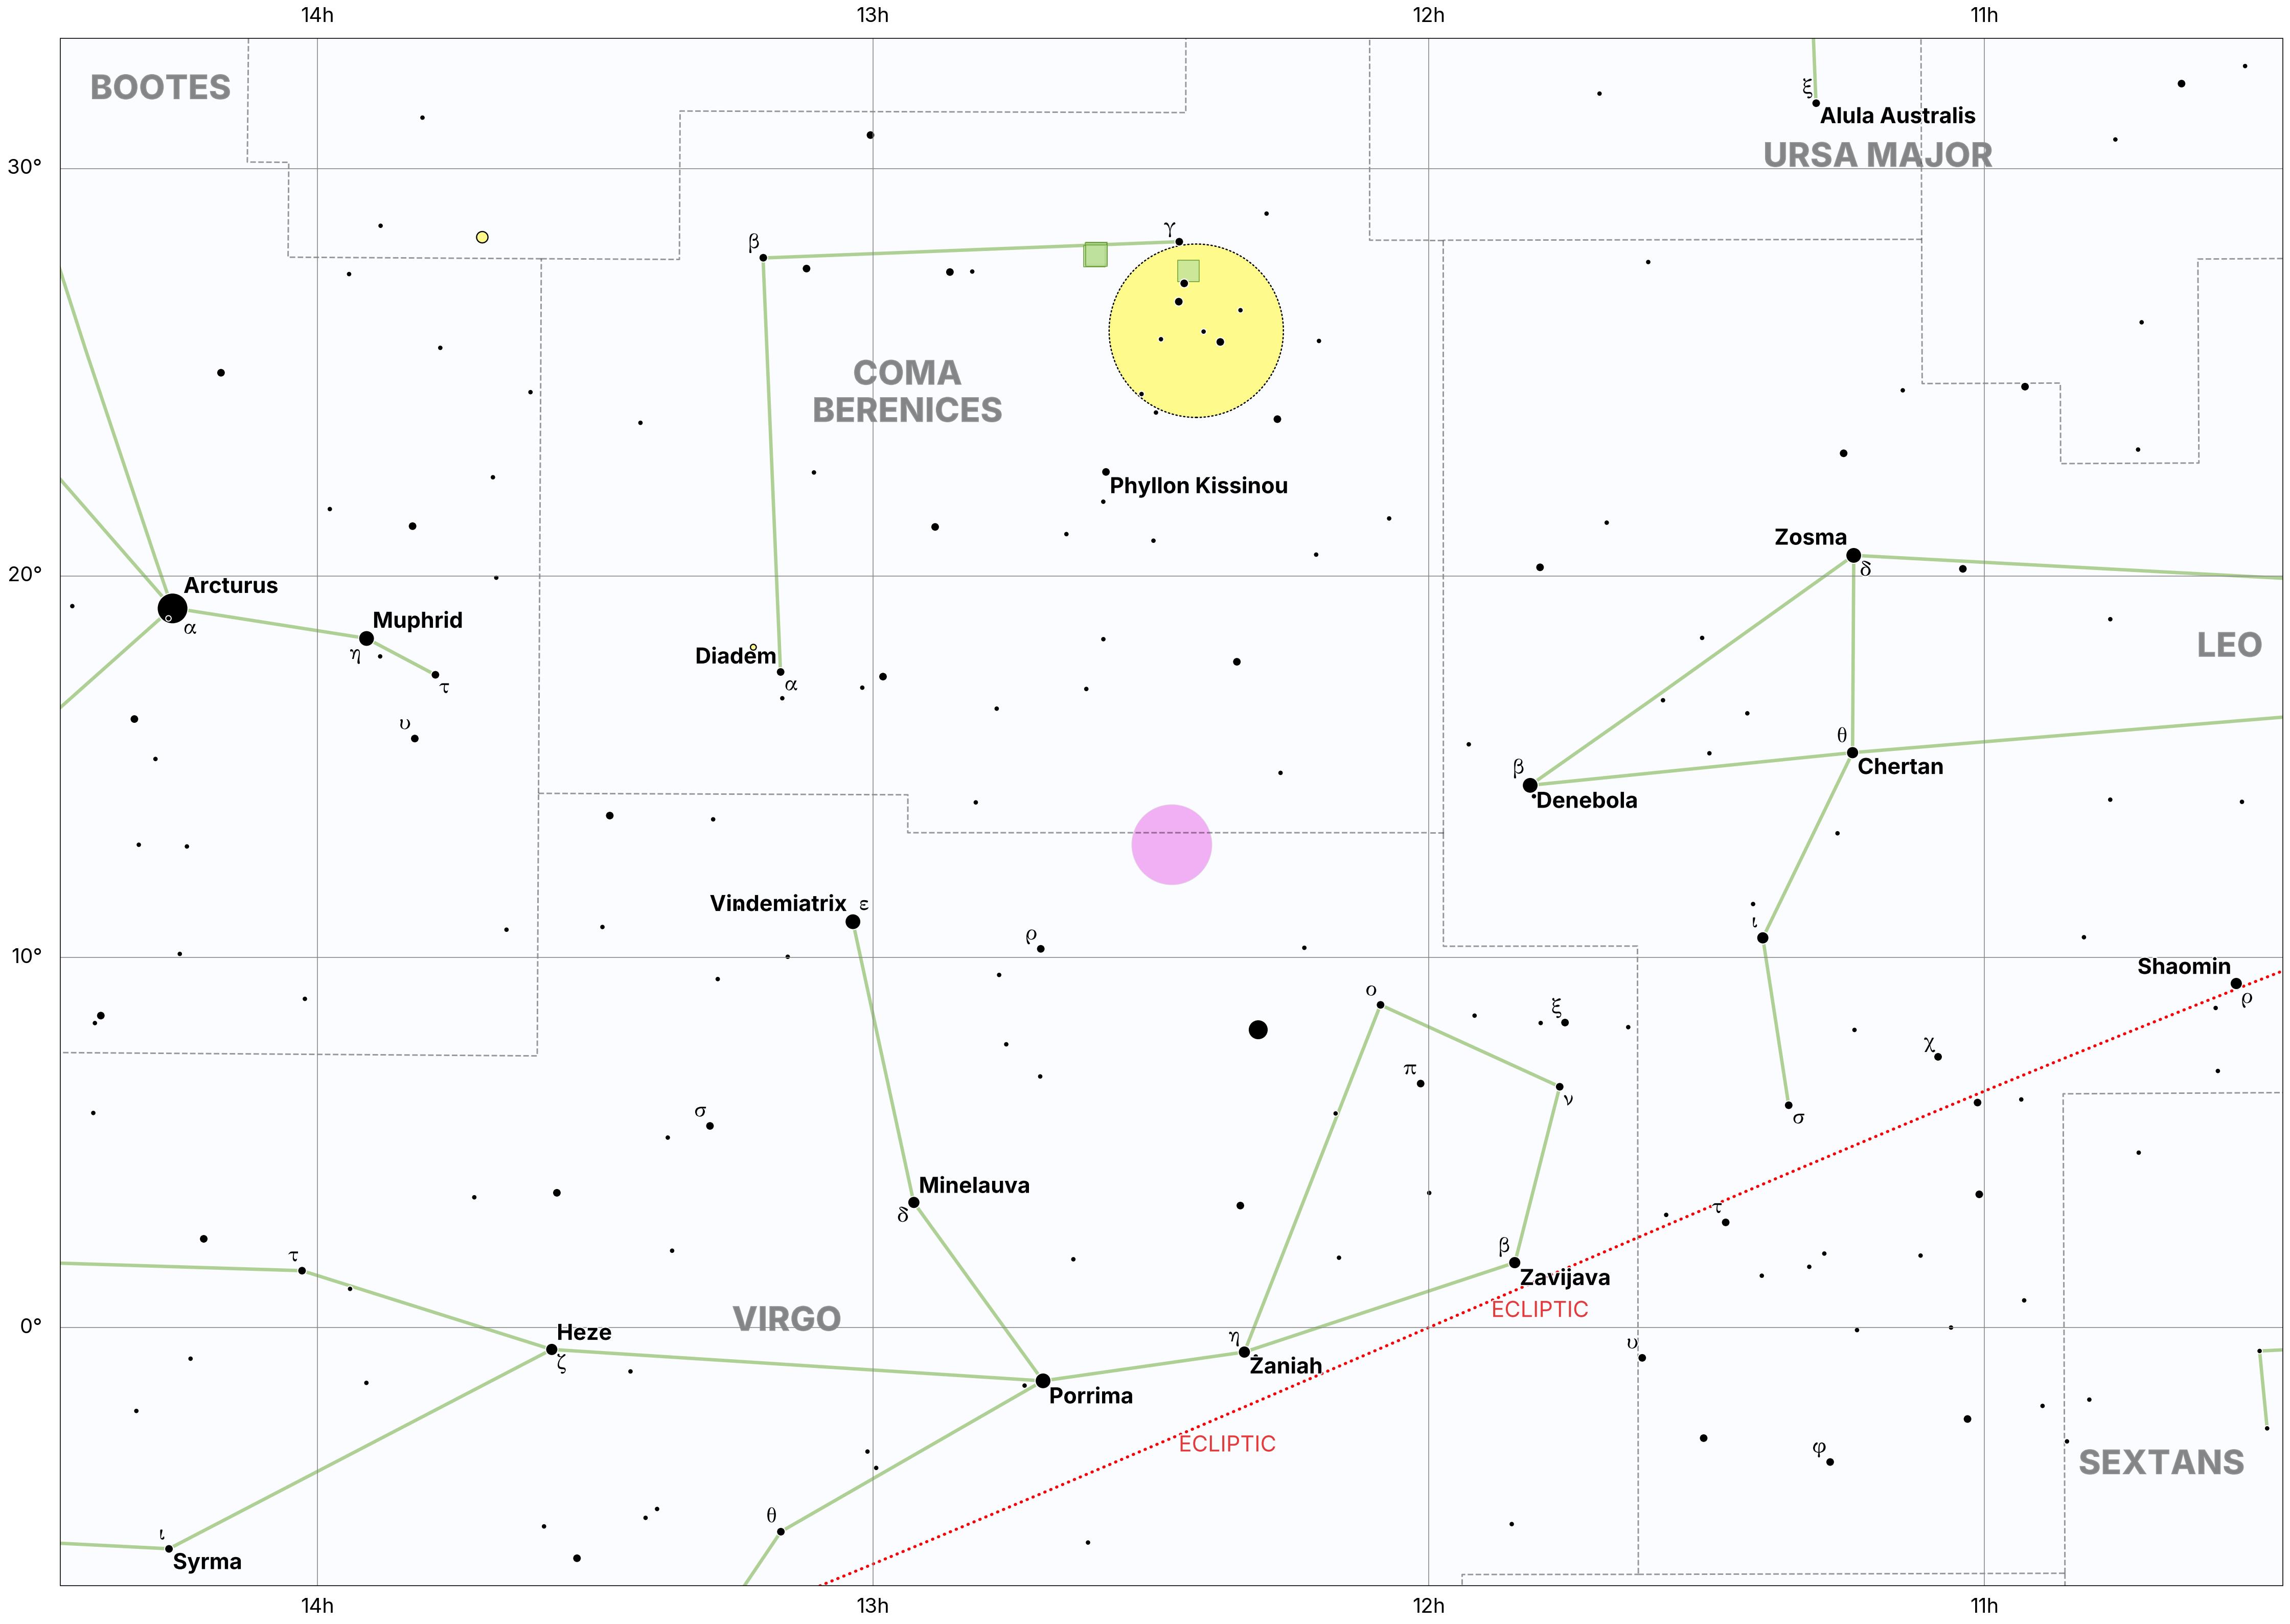 14h
13h
12h
11h
BOOTES
ξ
Alula Australis
URSA MAJOR
30°
γ
β
COMA
BERENICES
Phyllon Kissinou
Zosma
δ
20°
Arcturus
α
Muphrid
η
τ
υ
Diadem
α
LEO
θ
Chertan
β
Denebola
Vindemiatrix
ε
ρ
ι
10°
Shaomin
ρ
ο
ξ
π
ν
χ
σ
σ
Minelauva
δ
τ
τ
β
Zavijava
ECLIPTIC
VIRGO
0°
Heze
ζ
η
Zaniah
υ
Porrima
ECLIPTIC
φ
SEXTANS
θ
ι
Syrma
14h
13h
12h
11h